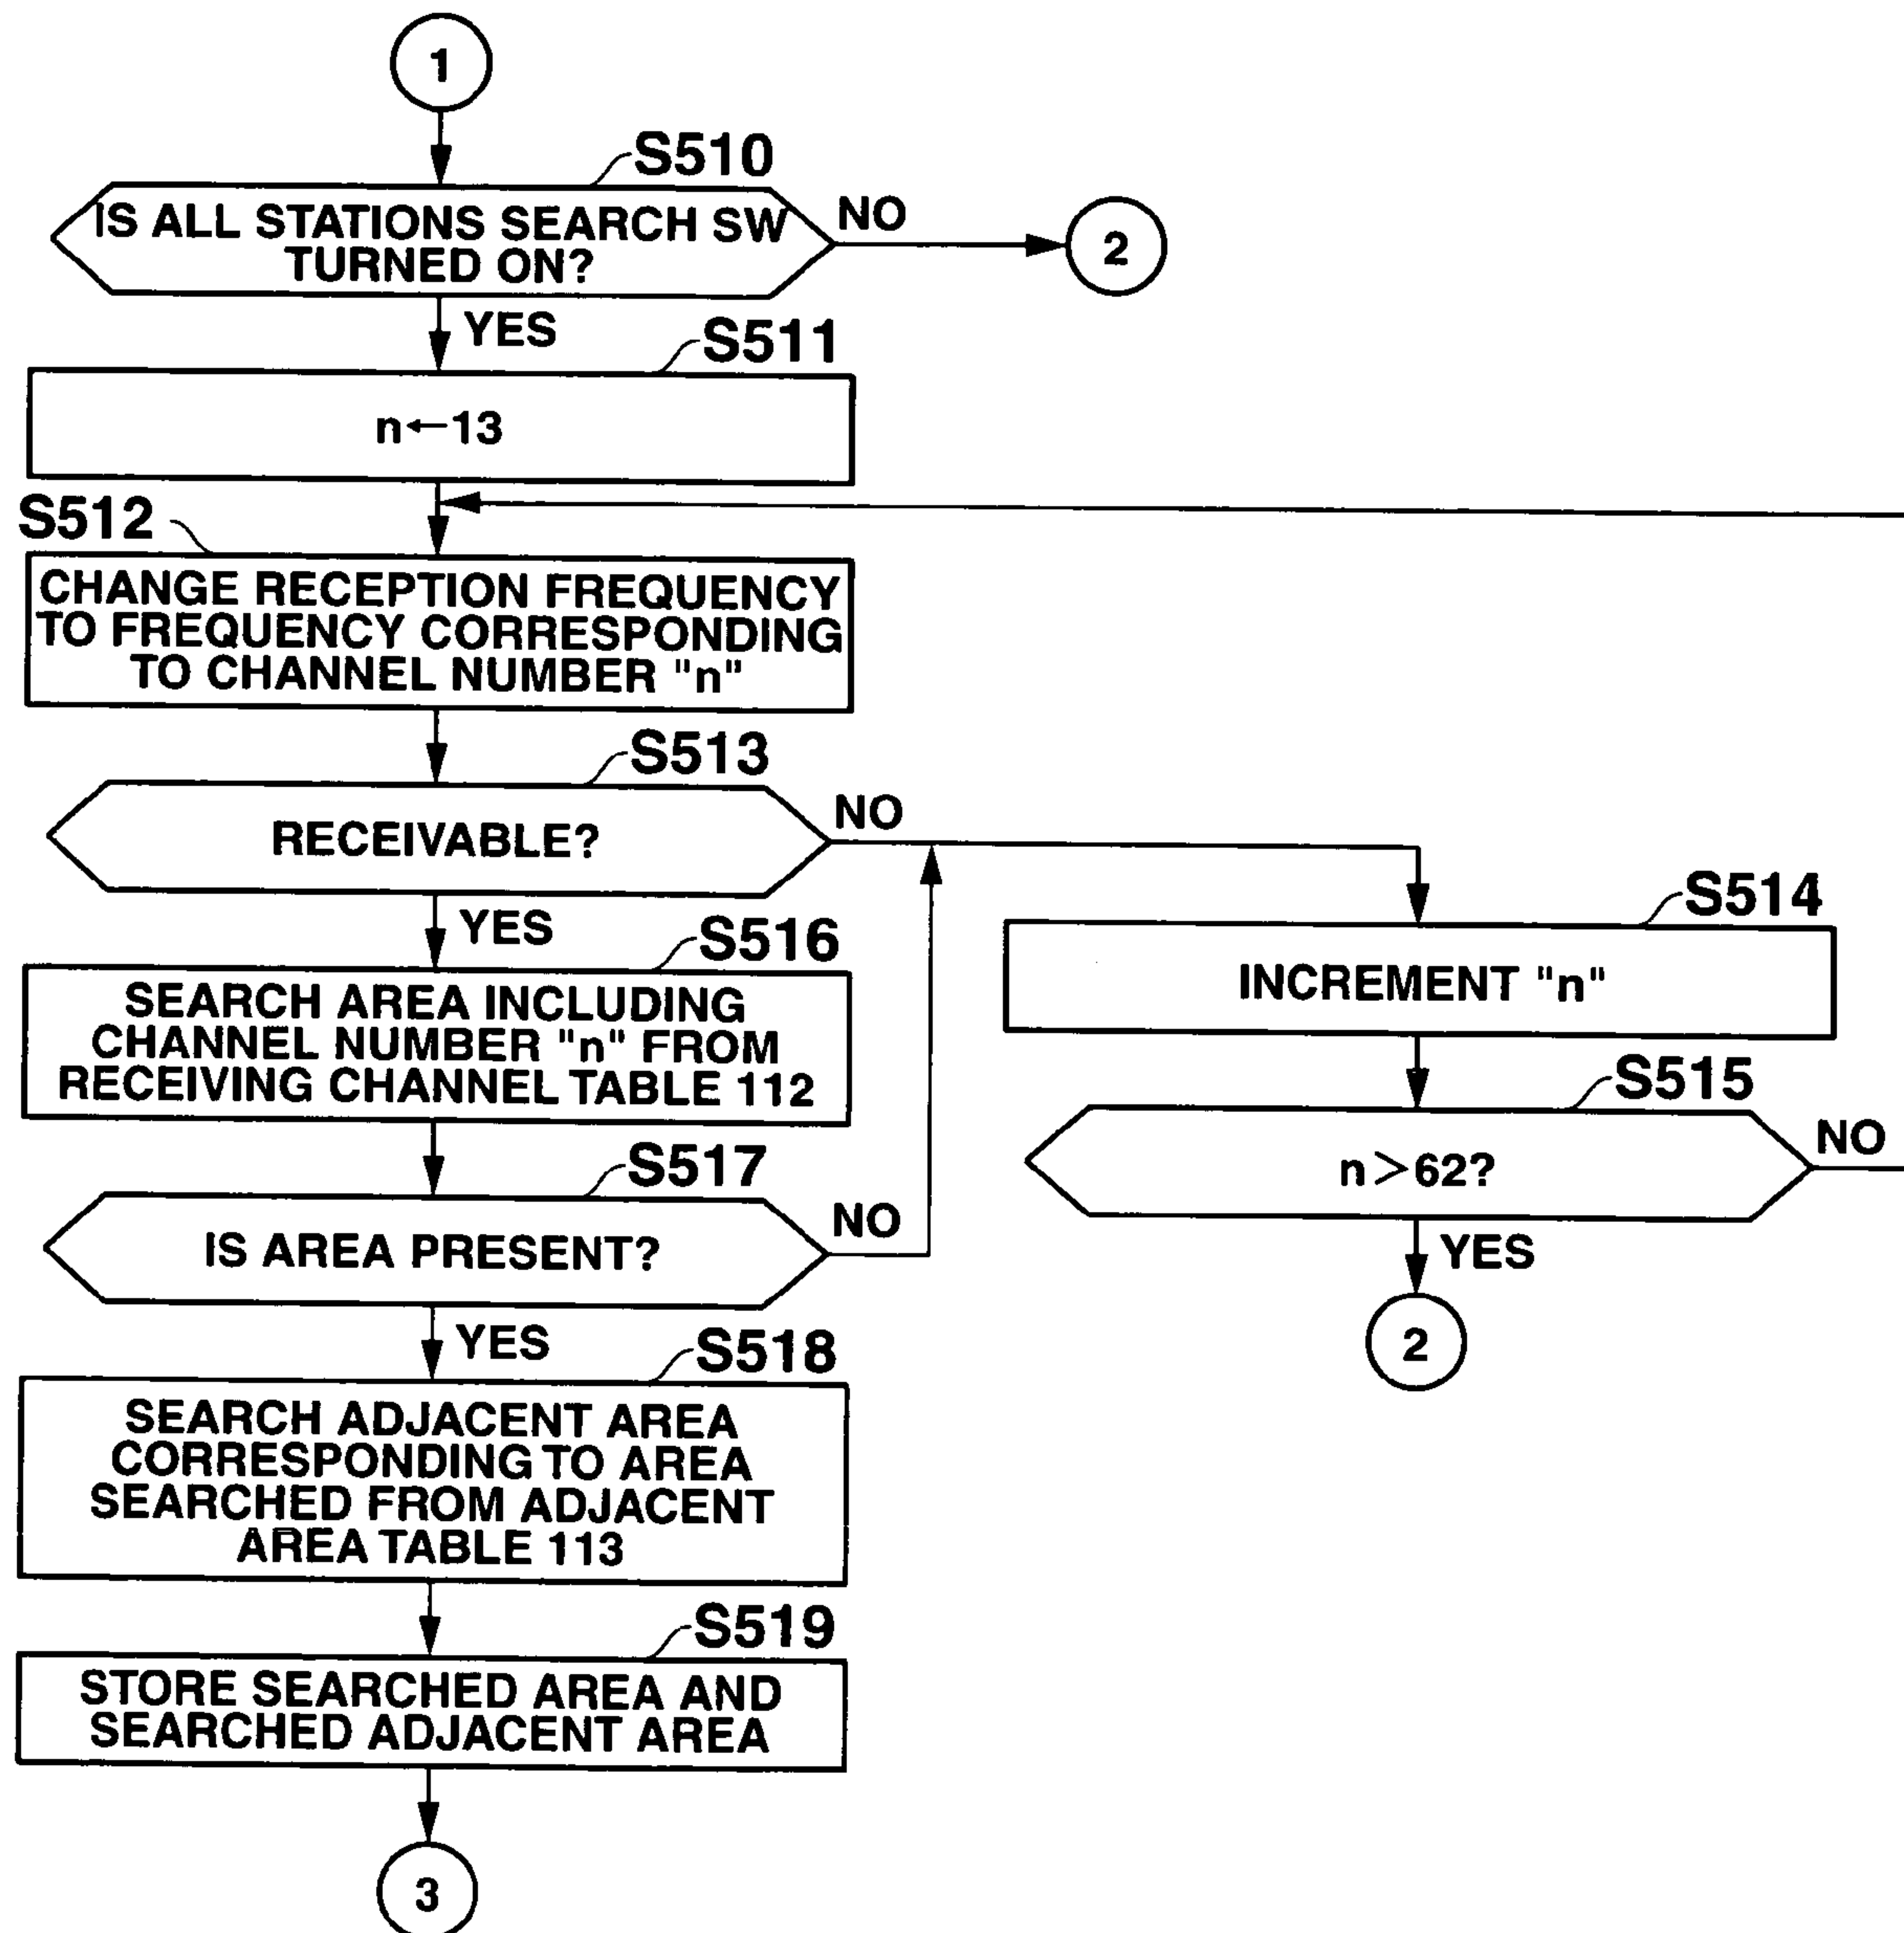 1
S510
IS ALL STATIONS SEARCH SW
TURNED ON?
NO
2
YES
S511
n←13
S512
CHANGE RECEPTION FREQUENCY
TO FREQUENCY CORRESPONDING
TO CHANNEL NUMBER "n"
S513
RECEIVABLE?
NO
YES
S514
INCREMENT "n"
S515
n>62?
NO
YES
2
S516
SEARCH AREA INCLUDING
CHANNEL NUMBER "n" FROM
RECEIVING CHANNEL TABLE 112
S517
IS AREA PRESENT?
NO
YES
S518
SEARCH ADJACENT AREA
CORRESPONDING TO AREA
SEARCHED FROM ADJACENT
AREA TABLE 113
S519
STORE SEARCHED AREA AND
SEARCHED ADJACENT AREA
3